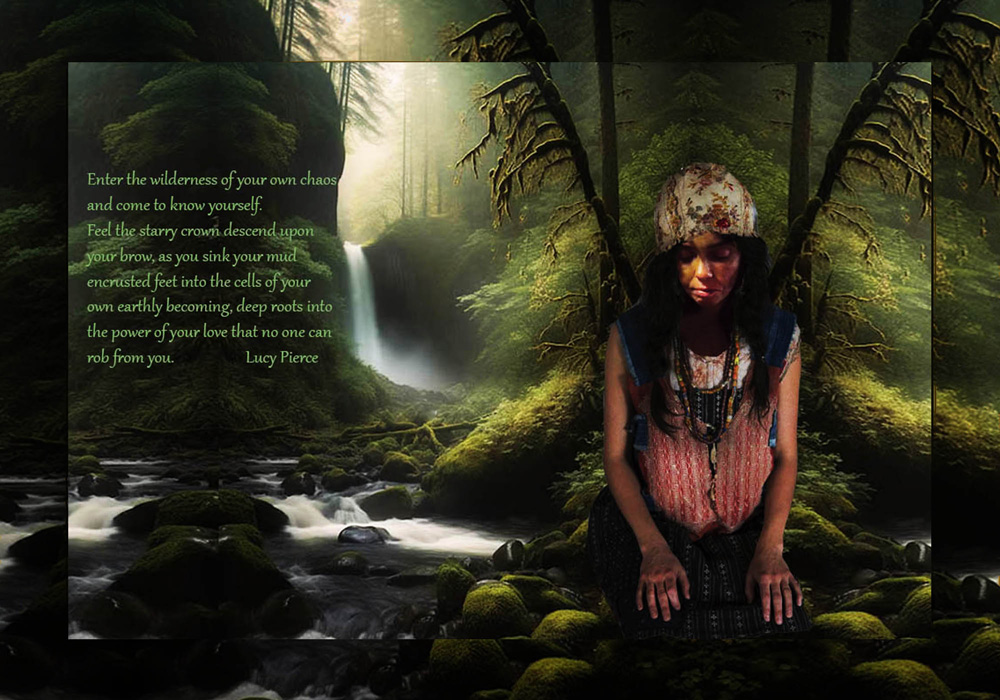 Enter the wilderness of your own chaos
and come to know yourself.
Feel the starry crown descend upon
your brow, as you sink your mud
encrusted feet into the cells of your
own earthly becoming, deep roots into
the power of your love that no one can
rob from you. Lucy Pierce